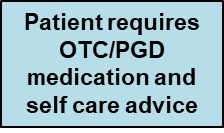 Patient requires
OTC/PGD
medication and
self care advice